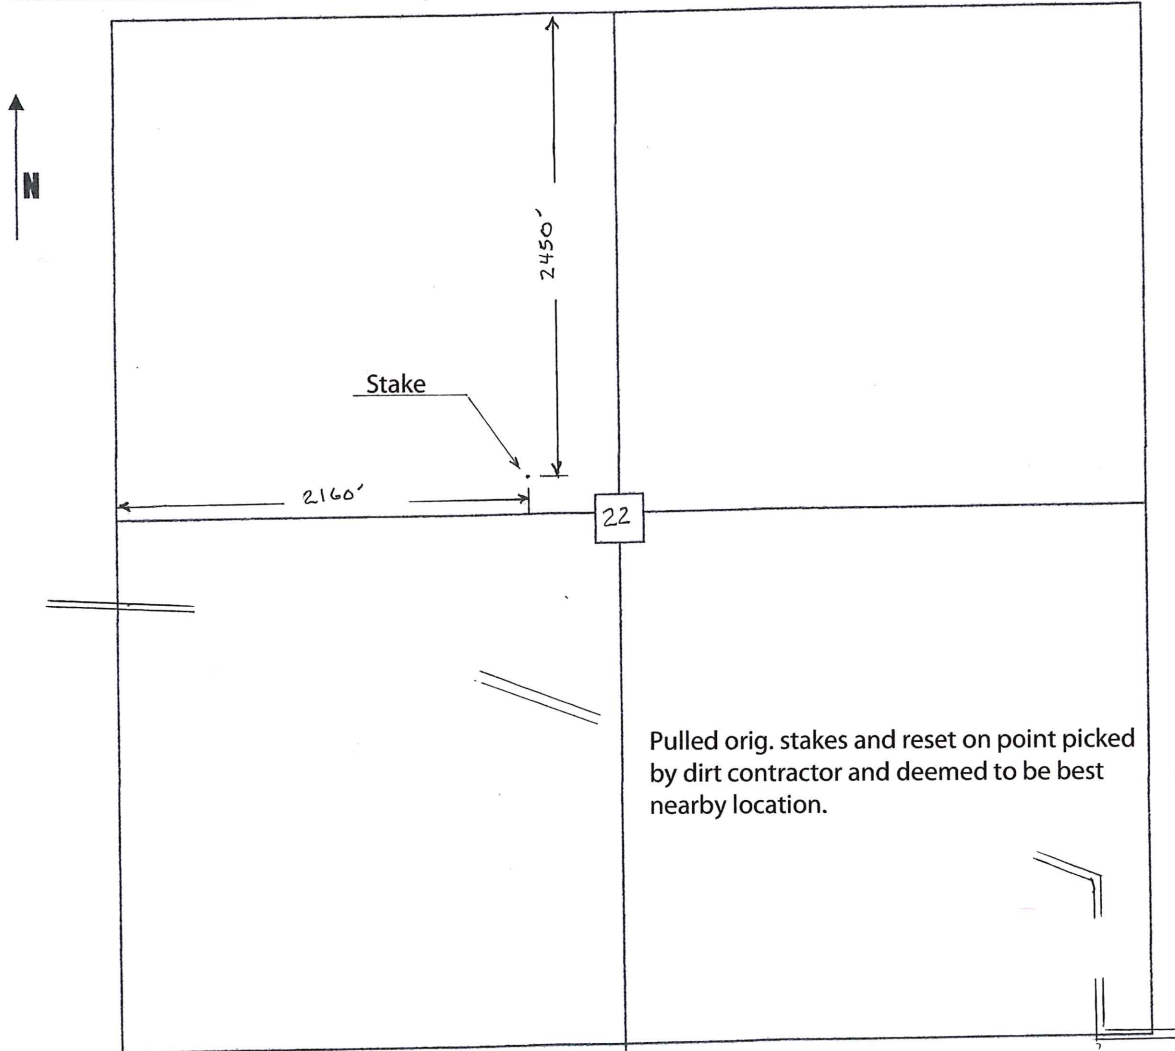 N
2450'
Stake
2160'
22
Pulled orig. stakes and reset on point picked
by dirt contractor and deemed to be best
nearby location.